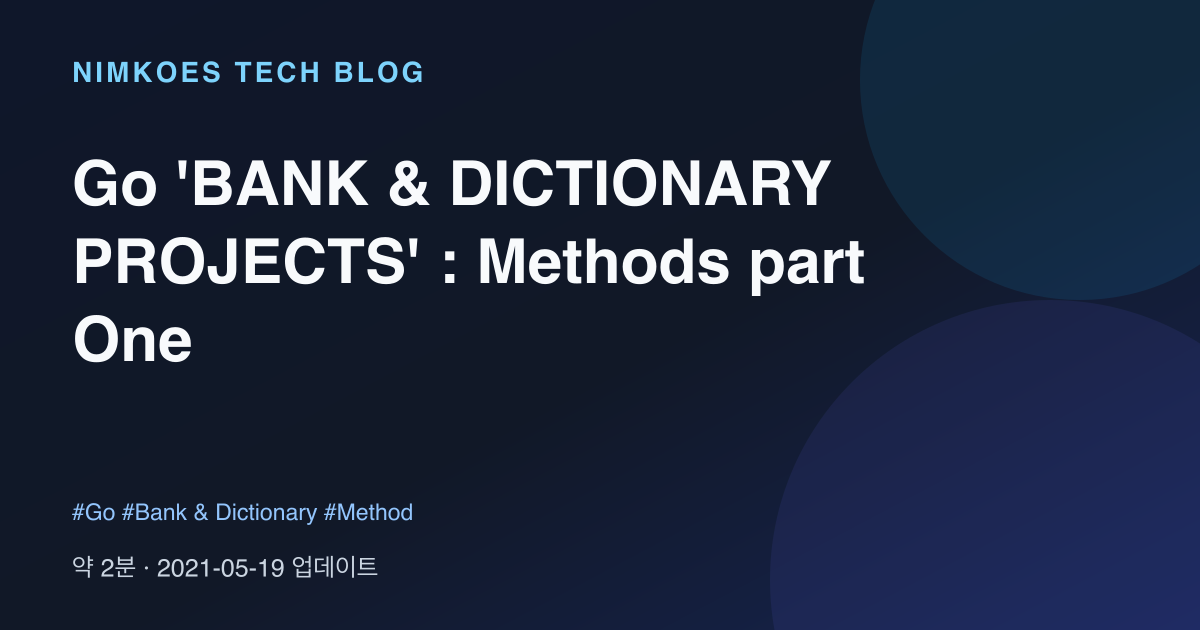 NIMKOES TECH BLOG
Go 'BANK & DICTIONARY
PROJECTS' : Methods part
One
#Go #Bank & Dictionary #Method
약 2분 · 2021-05-19 업데이트